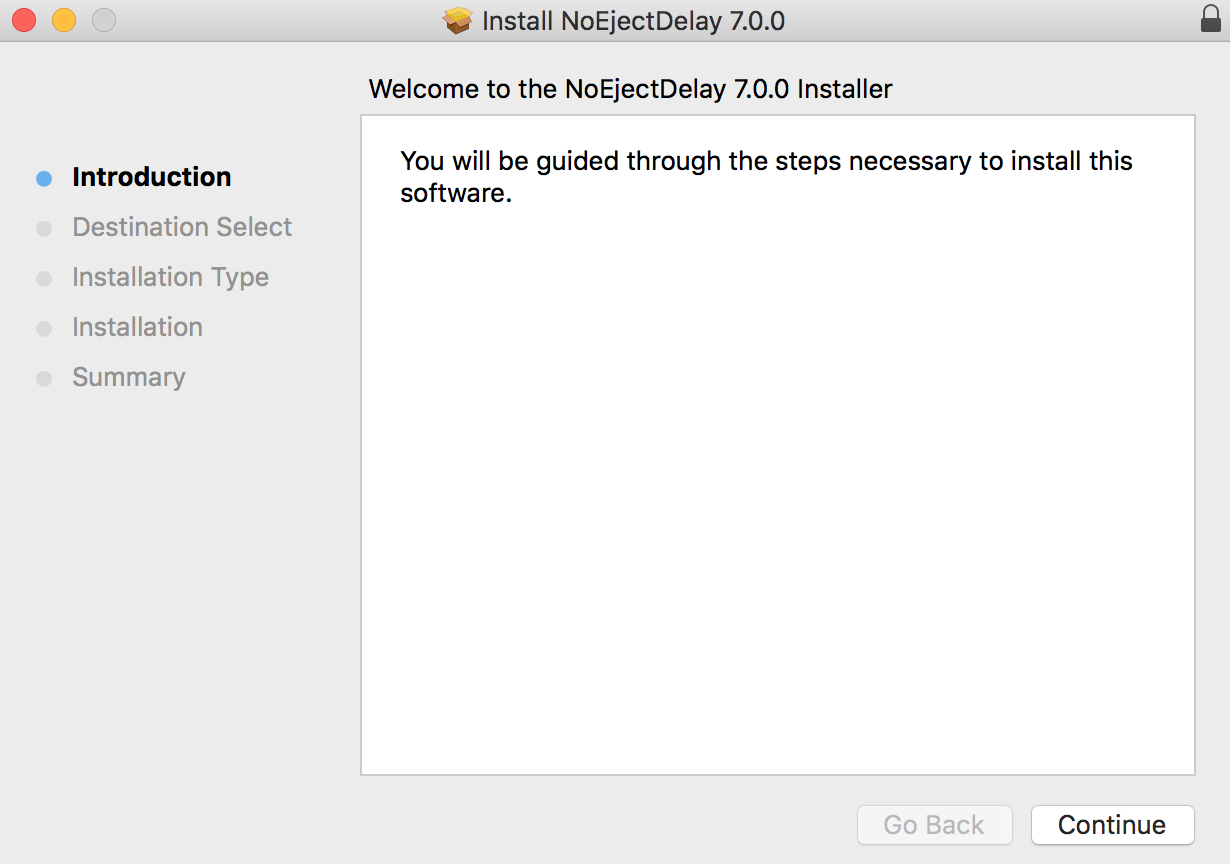 Install NoEjectDelay 7.0.0
Welcome to the NoEjectDelay 7.0.0 Installer
Introduction
Destination Select
Installation Type
Installation
Summary
You will be guided through the steps necessary to install this
software.
Go Back
Continue